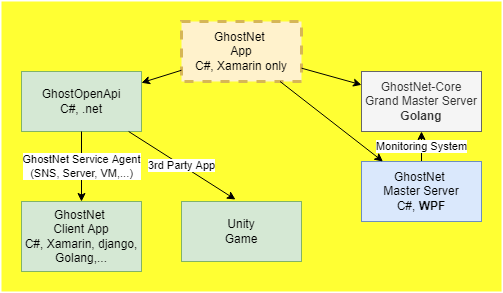 GhostNet
App
C#, Xamarin only
GhostOpenApi
C#, .net
GhostNet-Core
Grand Master Server
Golang
Monitoring System
GhostNet Service Agent
(SNS, Server, VM,...)
3rd Party App
GhostNet
Master Server
C#, WPF
GhostNet
Client App
C#, Xamarin, django,
Golang,...
Unity
Game